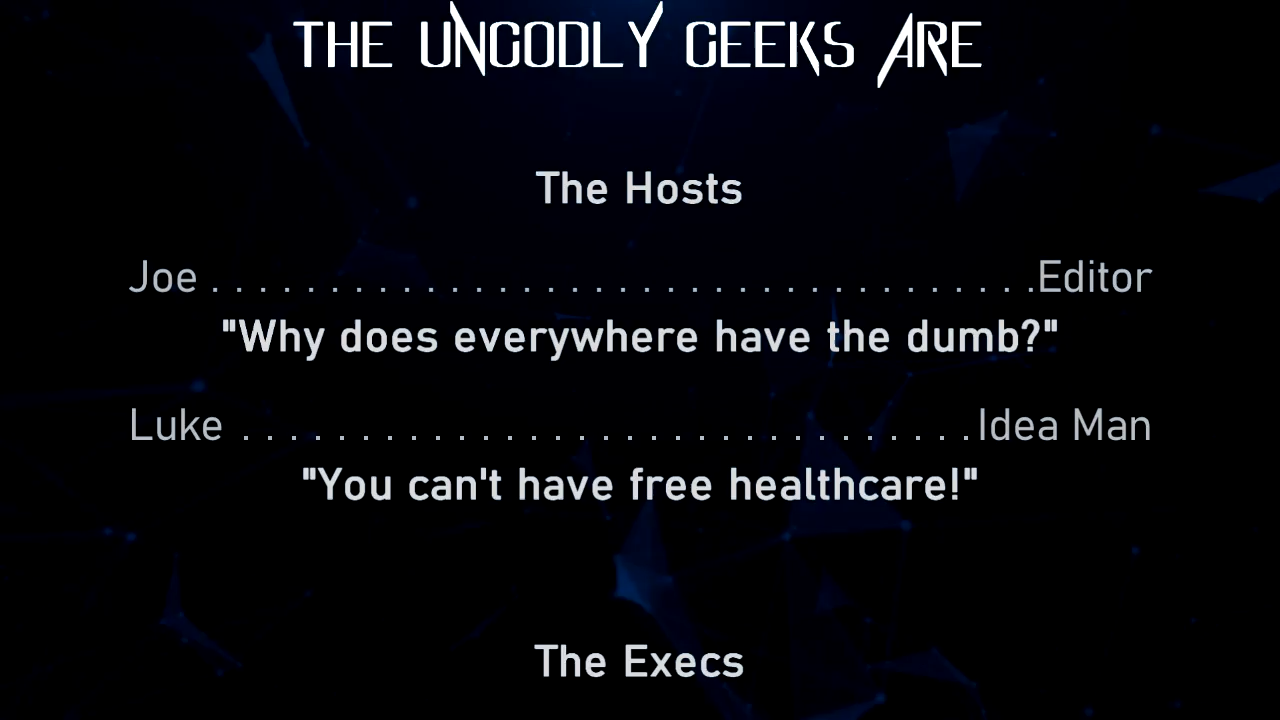 THE UNGODLY GEEKS ARE
The Hosts
Joe . . . . . . . . . . . . . . . . . . . . . . . . . . . . . . . . . . .Editor
"Why does everywhere have the dumb?"
Luke . . . . . . . . . . . . . . . . . . . . . . . . . . . . . . .Idea Man
"You can't have free healthcare!"
The Execs